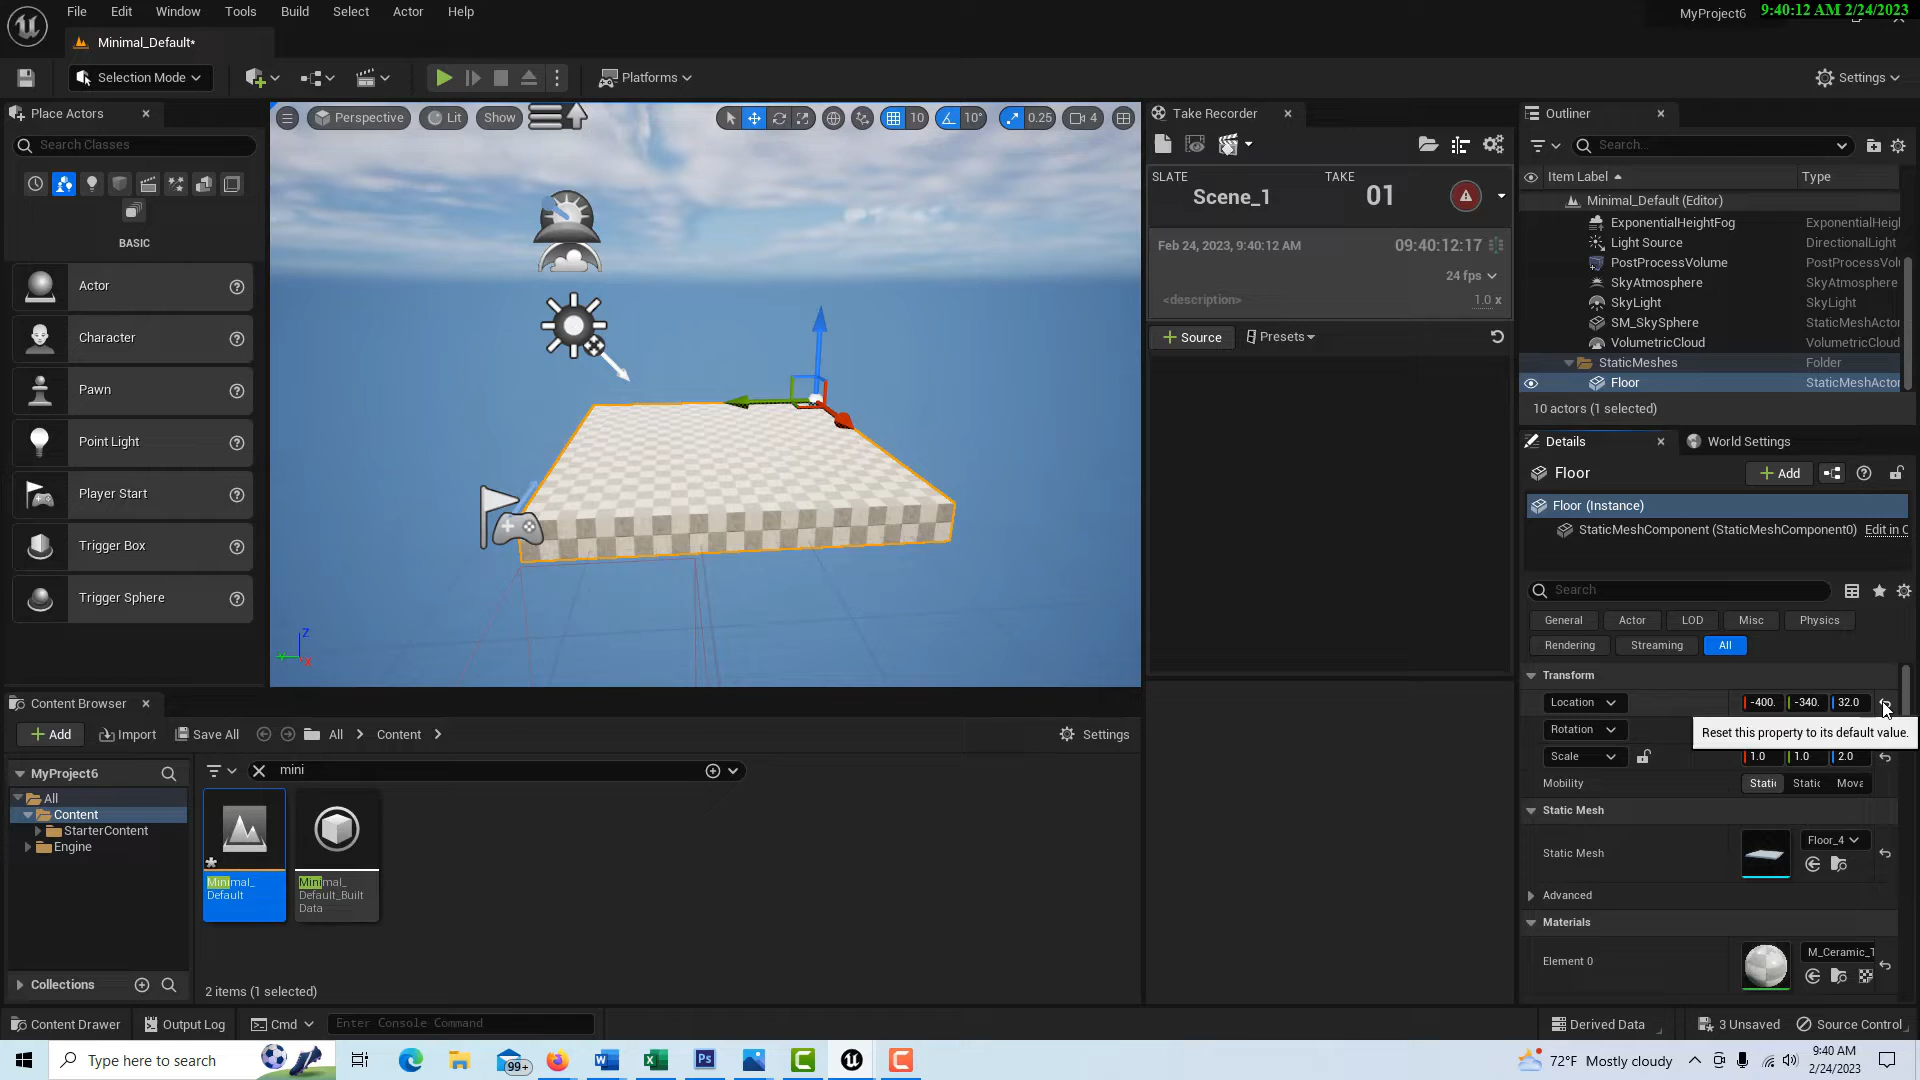 File Edit Window Tools Build Select Actor Help
MyProject6
9:40:12 AM 2/24/2023
Minimal_Default*
Selection Mode
Platforms
Settings
Place Actors
Search Classes
BASIC
Actor
Character
Pawn
Point Light
Player Start
Trigger Box
Trigger Sphere
Perspective Lit Show
10 10° 0.25 4
Z
Take Recorder
SLATE
Scene_1
TAKE
01
Feb 24, 2023, 9:40:12 AM
09:40:12:17
24 fps
<description>
1.0 x
Source
Presets
Outliner
Search...
Item Label
Type
Minimal_Default (Editor)
ExponentialHeightFog ExponentialHeigl
Light Source DirectionalLight
PostProcessVolume PostProcessVolu
SkyAtmosphere SkyAtmosphere
SkyLight SkyLight
SM_SkySphere StaticMeshActor
VolumetricCloud VolumetricCloud
StaticMeshes Folder
Floor StaticMeshActo
10 actors (1 selected)
Details
World Settings
Floor
Add
Floor (Instance)
StaticMeshComponent (StaticMeshComponent0) Edit in C
Search
General Actor LOD Misc Physics
Rendering Streaming All
Transform
Location -400. -340. 32.0
Rotation
Reset this property to its default value.
Scale 1.0 1.0 2.0
Mobility Static Static Mova
Static Mesh
Static Mesh
Floor_4
Advanced
Materials
Element 0
M_Ceramic_T
Content Browser
Add Import Save All All Content
Settings
MyProject6
All
Content
StarterContent
Engine
Collections
mini
Minimal_
Default
Minimal_
Default_Built
Data
2 items (1 selected)
Content Drawer Output Log Cmd Enter Console Command
Derived Data 3 Unsaved Source Control
Type here to search
99+
72°F Mostly cloudy
9:40 AM
2/24/2023